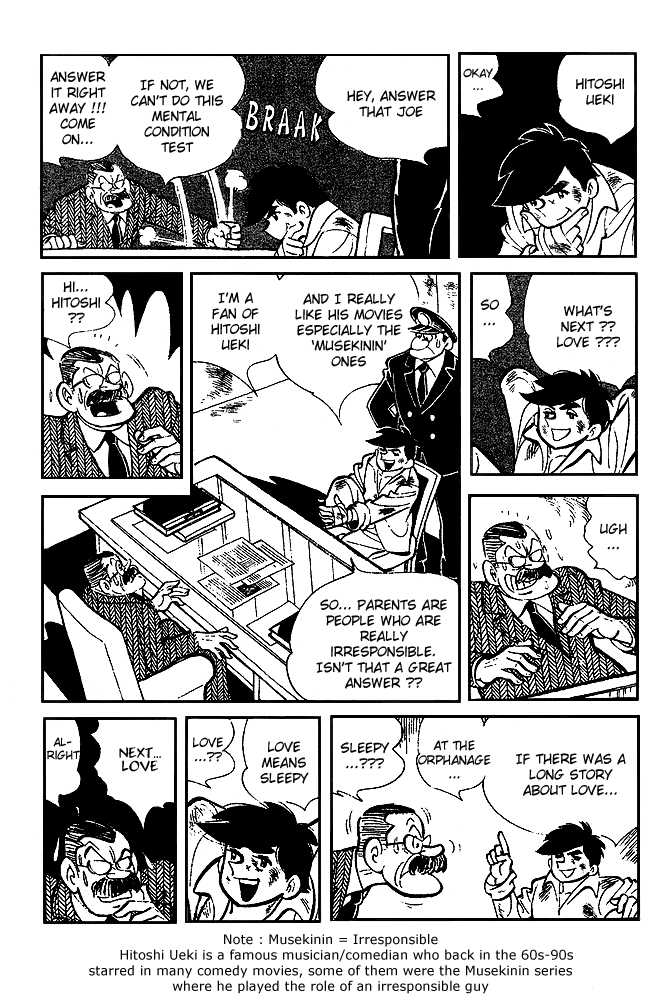 ANSWER
IT RIGHT
AWAY !!!
COME
ON...
IF NOT, WE
CAN'T DO THIS
MENTAL
CONDITION
TEST
BRAAK
HEY, ANSWER
THAT JOE
OKAY
...
HITOSHI
UEKI
HI...
HITOSHI
??
I'M A
FAN OF
HITOSHI
UEKI
AND I REALLY
LIKE HIS MOVIES
ESPECIALLY THE
'MUSEKININ'
ONES
SO... PARENTS ARE
PEOPLE WHO ARE
REALLY
IRRESPONSIBLE.
ISN'T THAT A GREAT
ANSWER ??
SO
...
WHAT'S
NEXT ??
LOVE ???
UGH
...
AL-
RIGHT
NEXT...
LOVE
LOVE
...??
LOVE
MEANS
SLEEPY
SLEEPY
...???
AT THE
ORPHANAGE
...
IF THERE WAS A
LONG STORY
ABOUT LOVE...
Note : Musekinin = Irresponsible
Hitoshi Ueki is a famous musician/comedian who back in the 60s-90s
starred in many comedy movies, some of them were the Musekinin series
where he played the role of an irresponsible guy